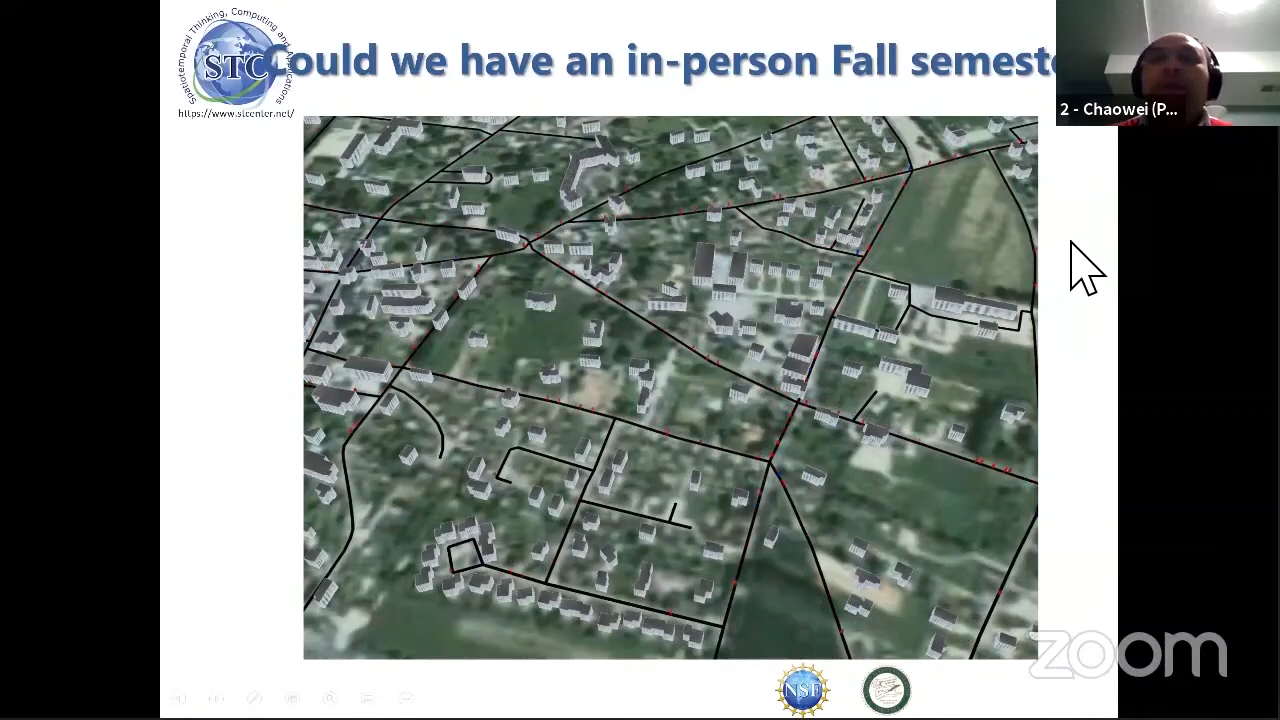 Spatiotemporal Thinking, Computing and Applications
STC
https://www.stcenter.net/
Could we have an in-person Fall semeste
2 - Chaowei (P...
NSF
zoom